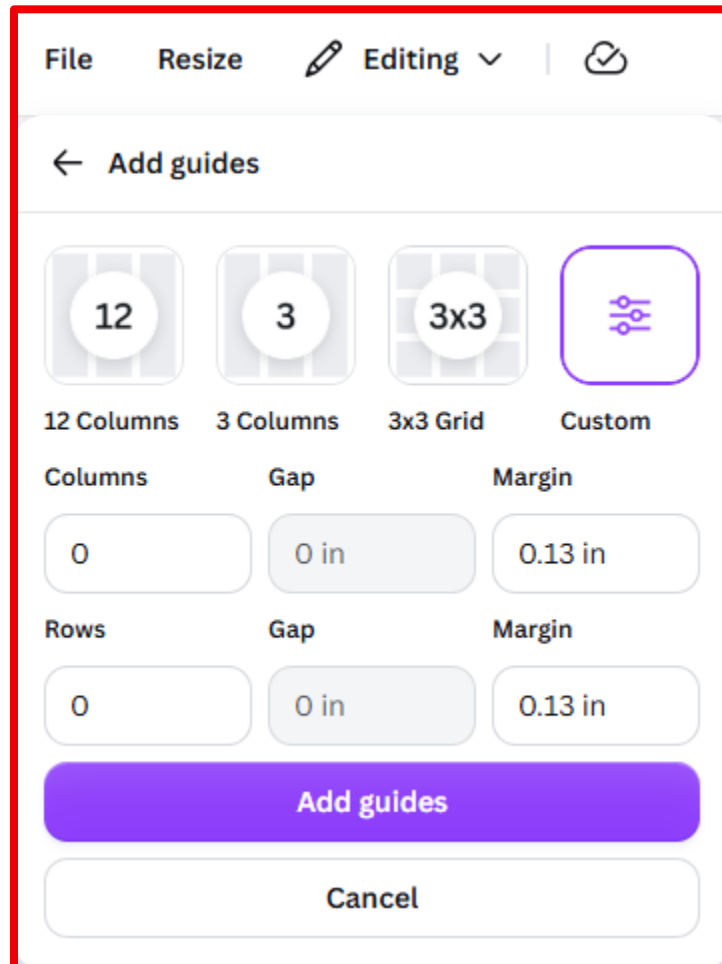 File Resize Editing
Add guides
12 3 3x3
12 Columns 3 Columns 3x3 Grid Custom
Columns Gap Margin
0 0 in 0.13 in
Rows Gap Margin
0 0 in 0.13 in
Add guides
Cancel